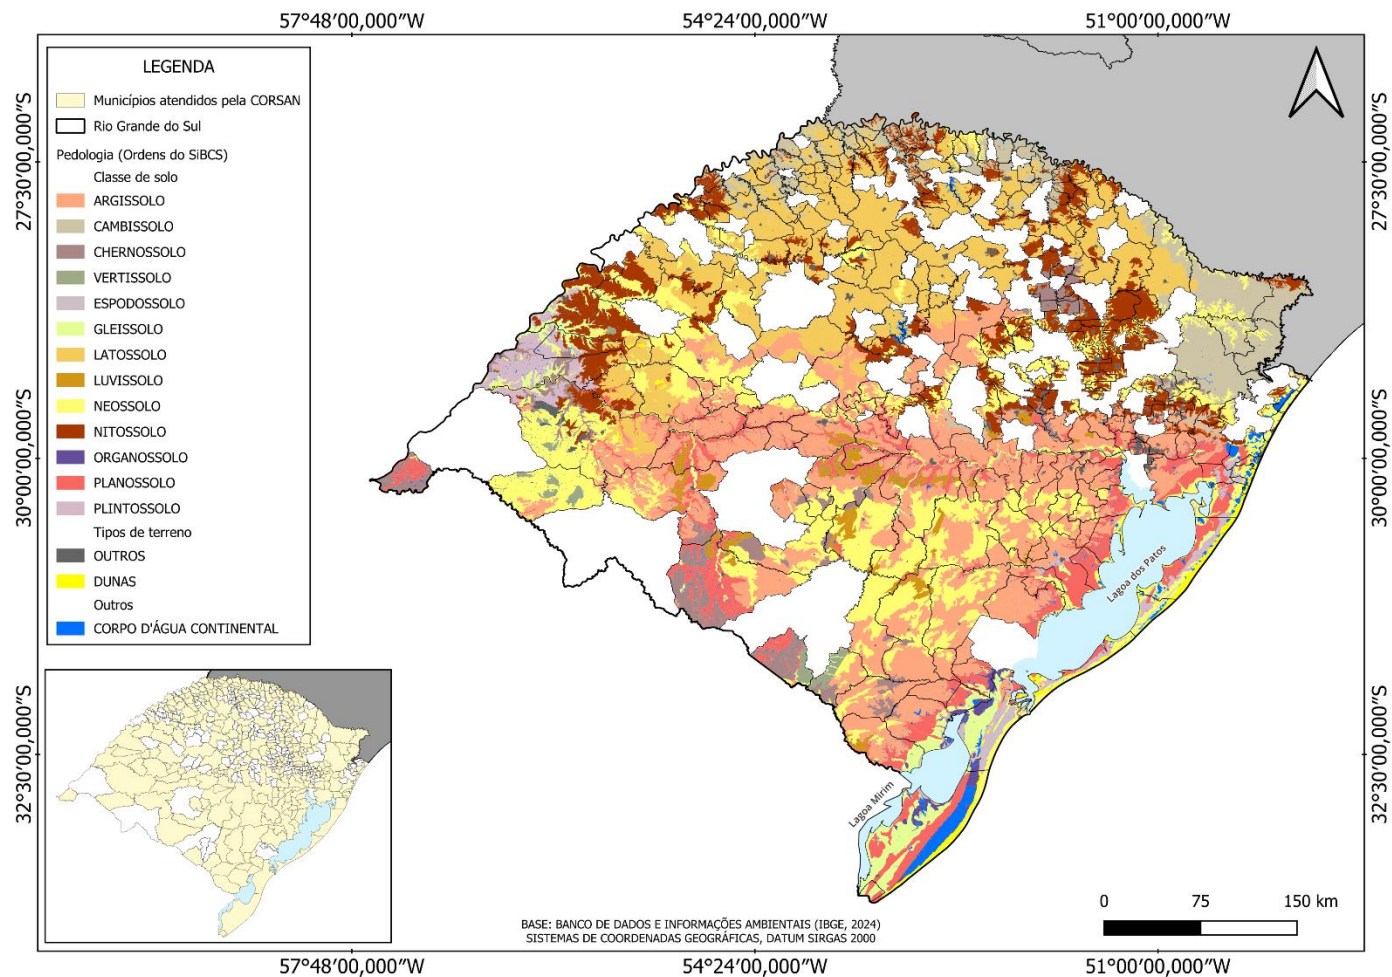 57°48'00,000"W
54°24'00,000"W
51°00'00,000"W
27°30'00,000"S
27°30'00,000"S
30°00'00,000"S
30°00'00,000"S
32°30'00,000"S
32°30'00,000"S
LEGENDA
Municípios atendidos pela CORSAN
Rio Grande do Sul
Pedologia (Ordens do SiBCS)
Classe de solo
ARGISSOLO
CAMBISSOLO
CHERNOSSOLO
VERTISSOLO
ESPODOSSOLO
GLEISSOLO
LATOSSOLO
LUVISSOLO
NEOSSOLO
NITOSSOLO
ORGANOSSOLO
PLANOSSOLO
PLINTOSSOLO
Tipos de terreno
OUTROS
DUNAS
Outros
CORPO D'ÁGUA CONTINENTAL
Lagoa dos Patos
Lagoa Mirim
0 75 150 km
BASE: BANCO DE DADOS E INFORMAÇÕES AMBIENTAIS (IBGE, 2024)
SISTEMAS DE COORDENADAS GEOGRÁFICAS, DATUM SIRGAS 2000
57°48'00,000"W
54°24'00,000"W
51°00'00,000"W